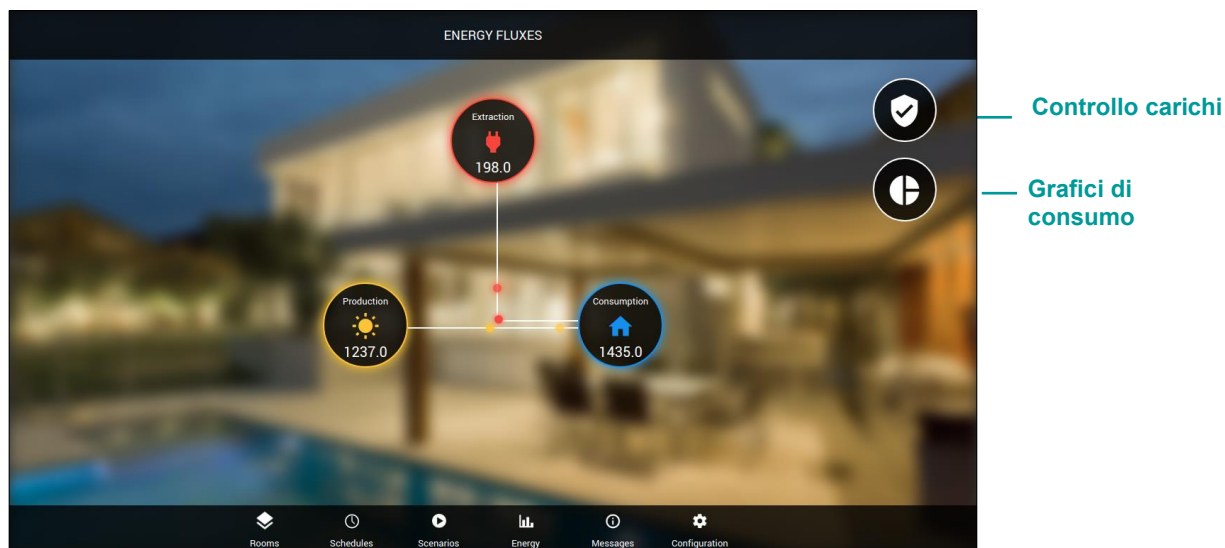 ENERGY FLUXES
Extraction
198.0
Controllo carichi
Grafici di
consumo
Production
1237.0
Consumption
1435.0
Rooms
Schedules
Scenarios
Energy
Messages
Configuration